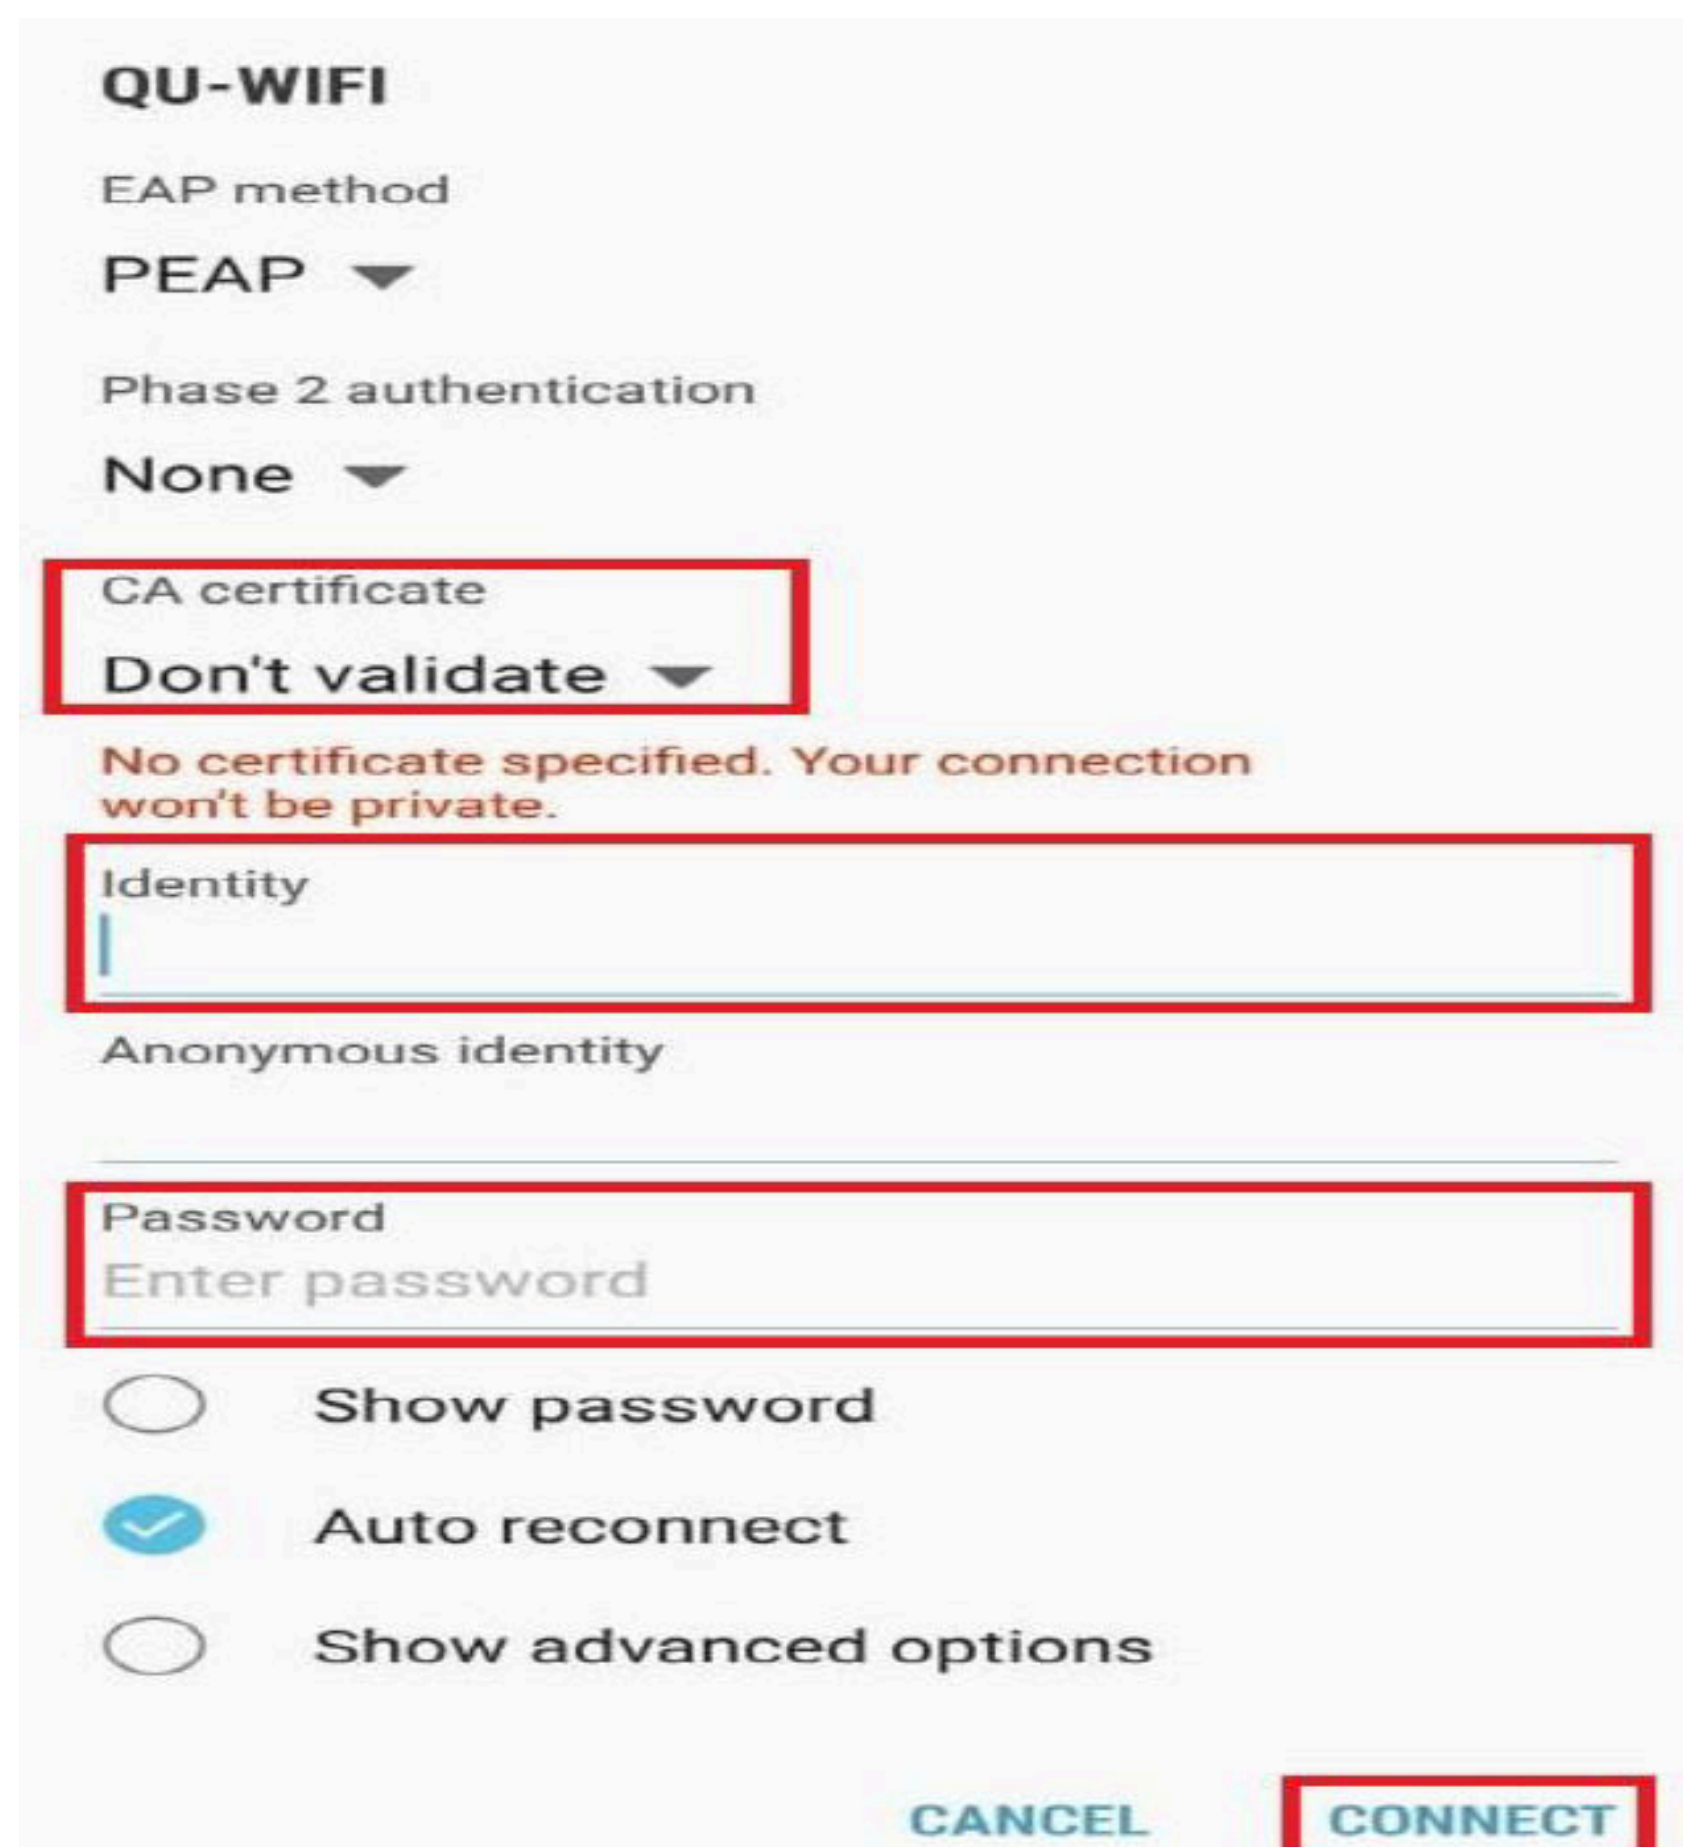 QU-WIFI
EAP method
PEAP
Phase 2 authentication
None
CA certificate
Don't validate
No certificate specified. Your connection
won't be private.
Identity
Anonymous identity
Password
Enter password
Show password
Auto reconnect
Show advanced options
CANCEL CONNECT